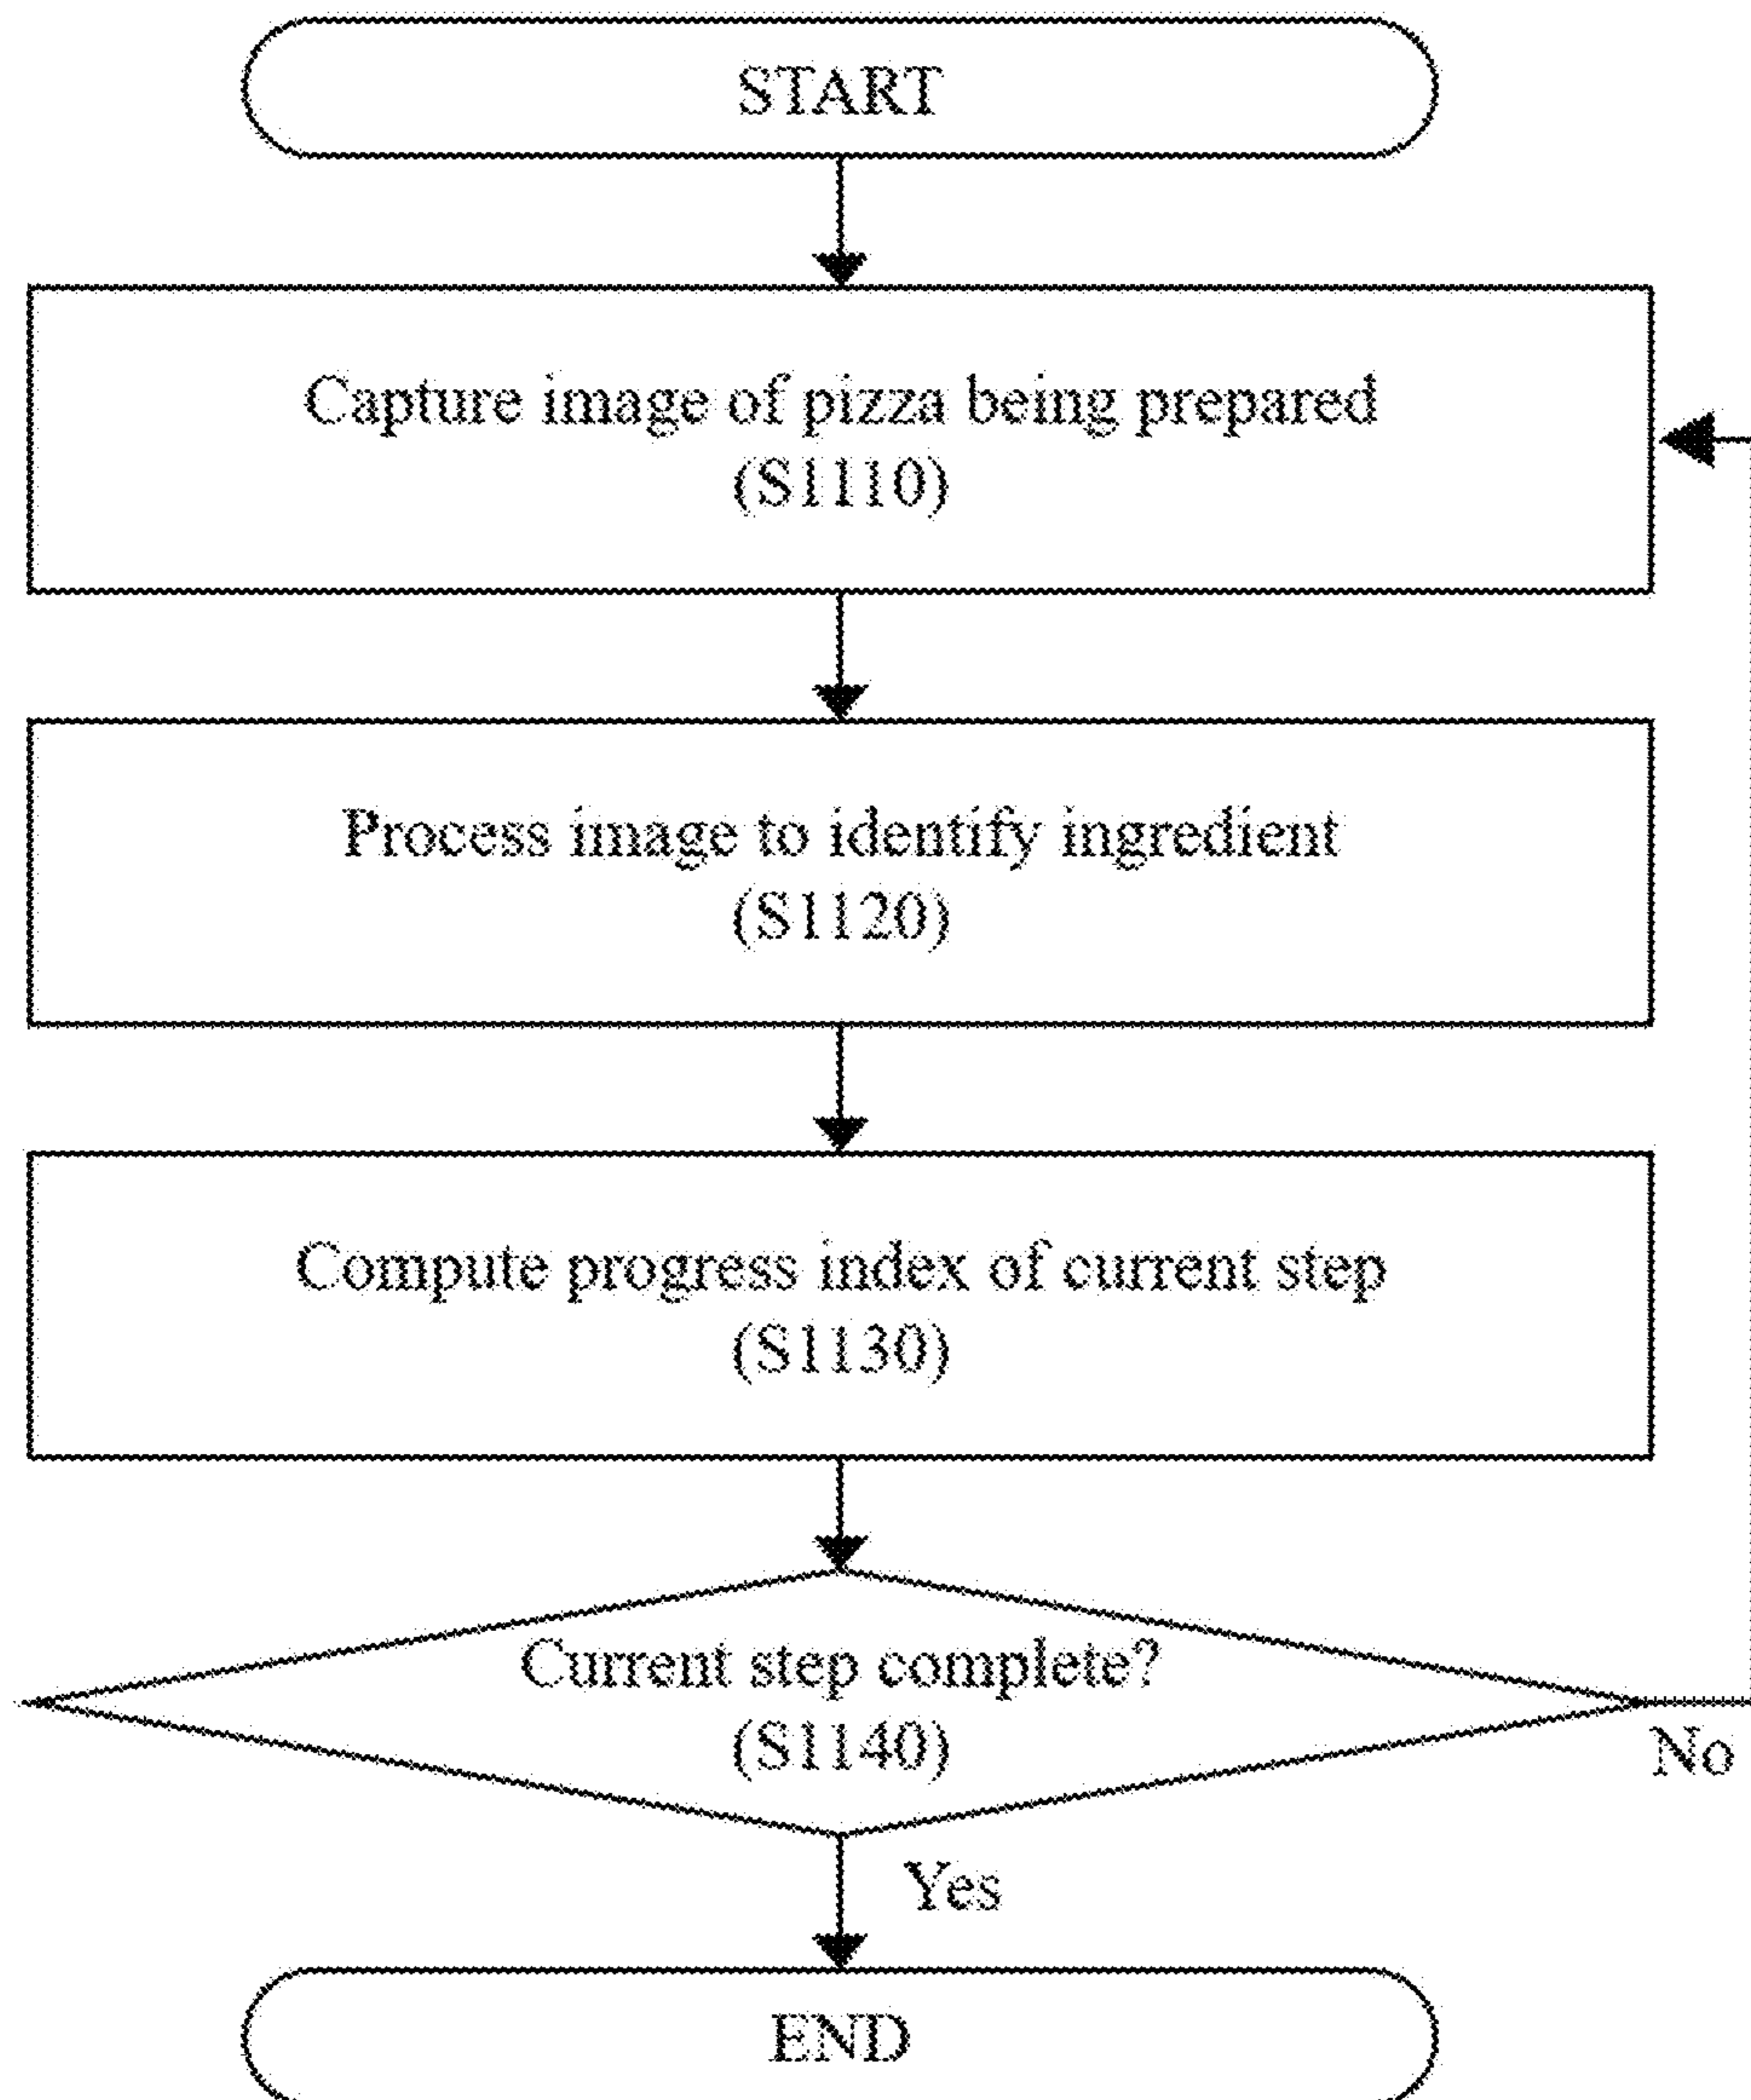 START
Capture image of pizza being prepared
(S1110)
Process image to identify ingredient
(S1120)
Compute progress index of current step
(S1130)
Current step complete?
(S1140)
No
Yes
END